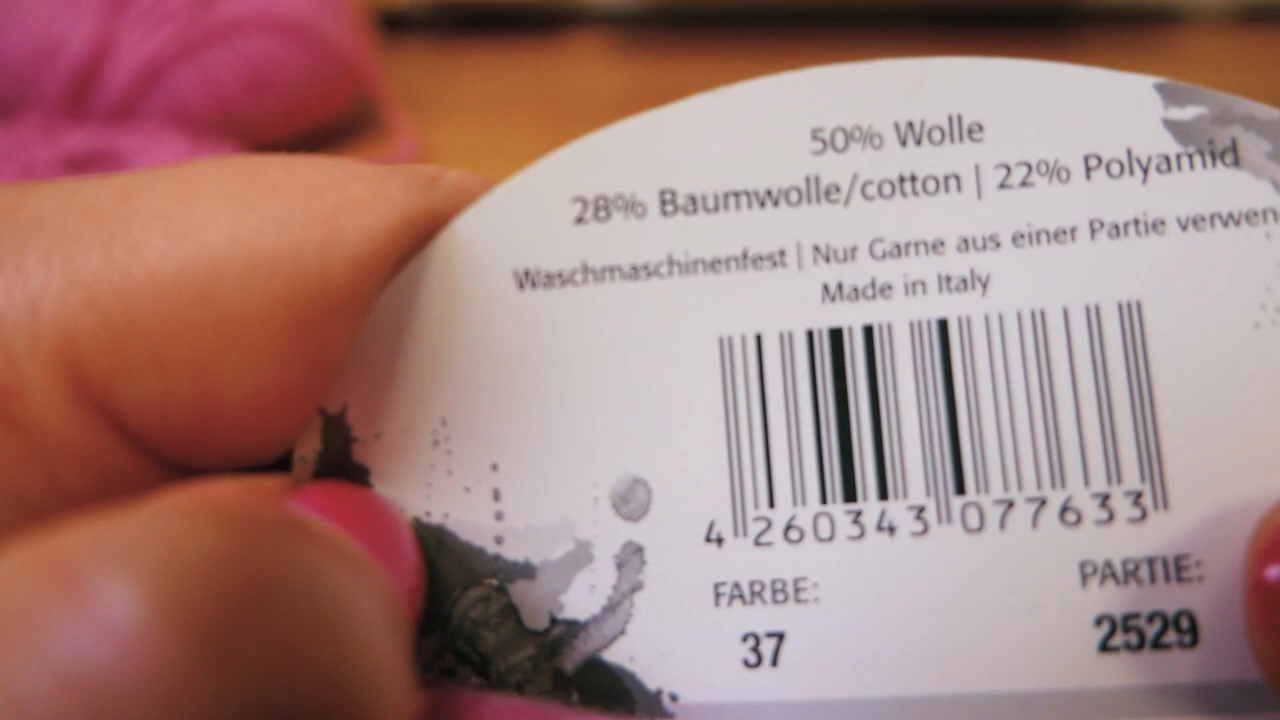 50% Wolle
28% Baumwolle/cotton | 22% Polyamid
Waschmaschinenfest | Nur Garne aus einer Partie verwen
Made in Italy
4 260343 077633
FARBE:
37
PARTIE:
2529